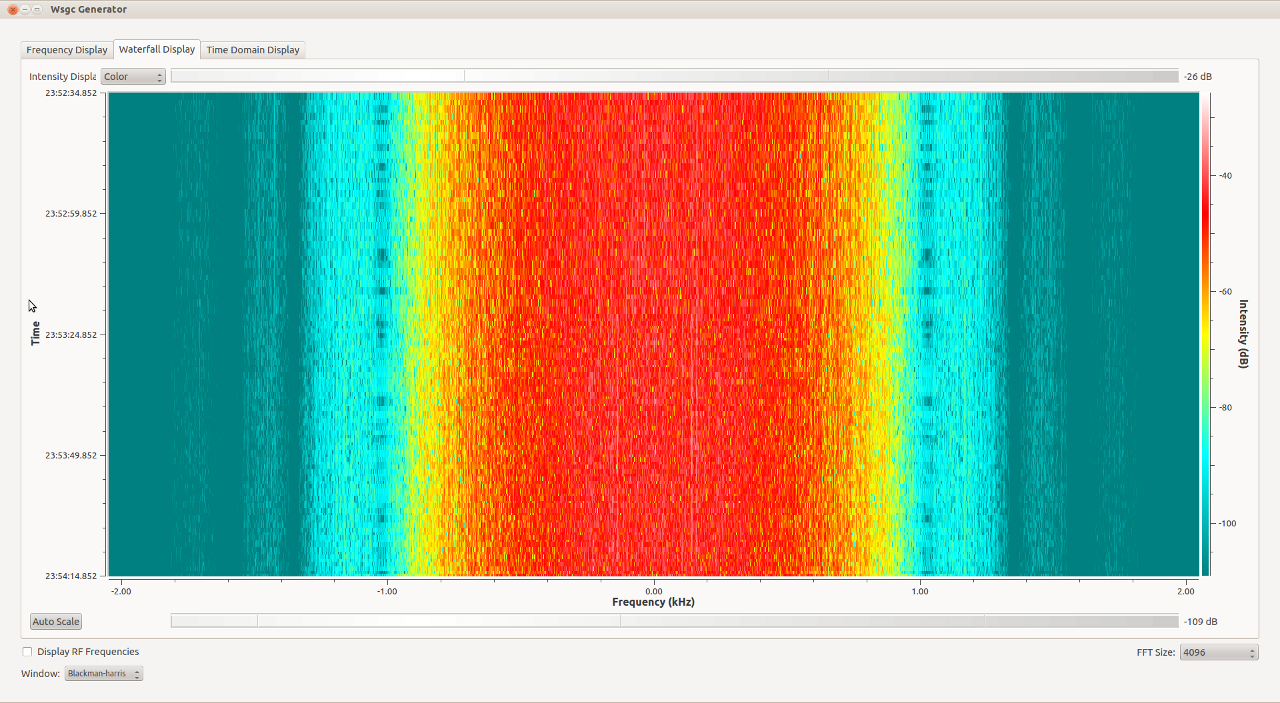 Wsgc Generator
Frequency Display Waterfall Display Time Domain Display
Intensity Displa Color -26 dB
23:52:34.852
23:52:59.852
23:53:24.852
23:53:49.852
23:54:14.852
Time
-40
-60
-80
-100
Intensity (dB)
-2.00 -1.00 0.00 1.00 2.00
Frequency (kHz)
Auto Scale -109 dB
Display RF Frequencies FFT Size: 4096
Window: Blackman-harris